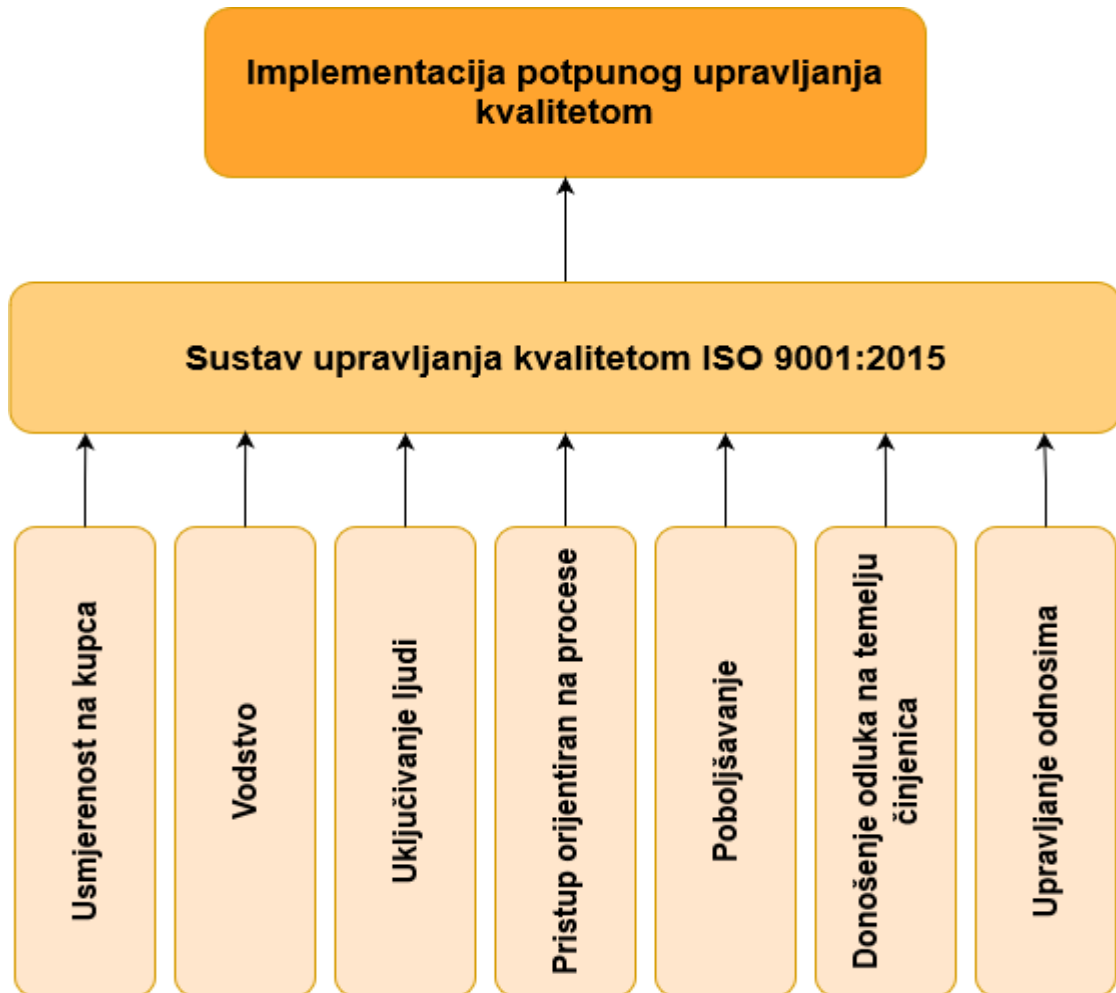 Implementacija potpunog upravljanja
kvalitetom
Sustav upravljanja kvalitetom ISO 9001:2015
Usmjerenost na kupca
Vodstvo
Uključivanje ljudi
Pristup orijentiran na procese
Poboljšavanje
Donošenje odluka na temelju
činjenica
Upravljanje odnosima